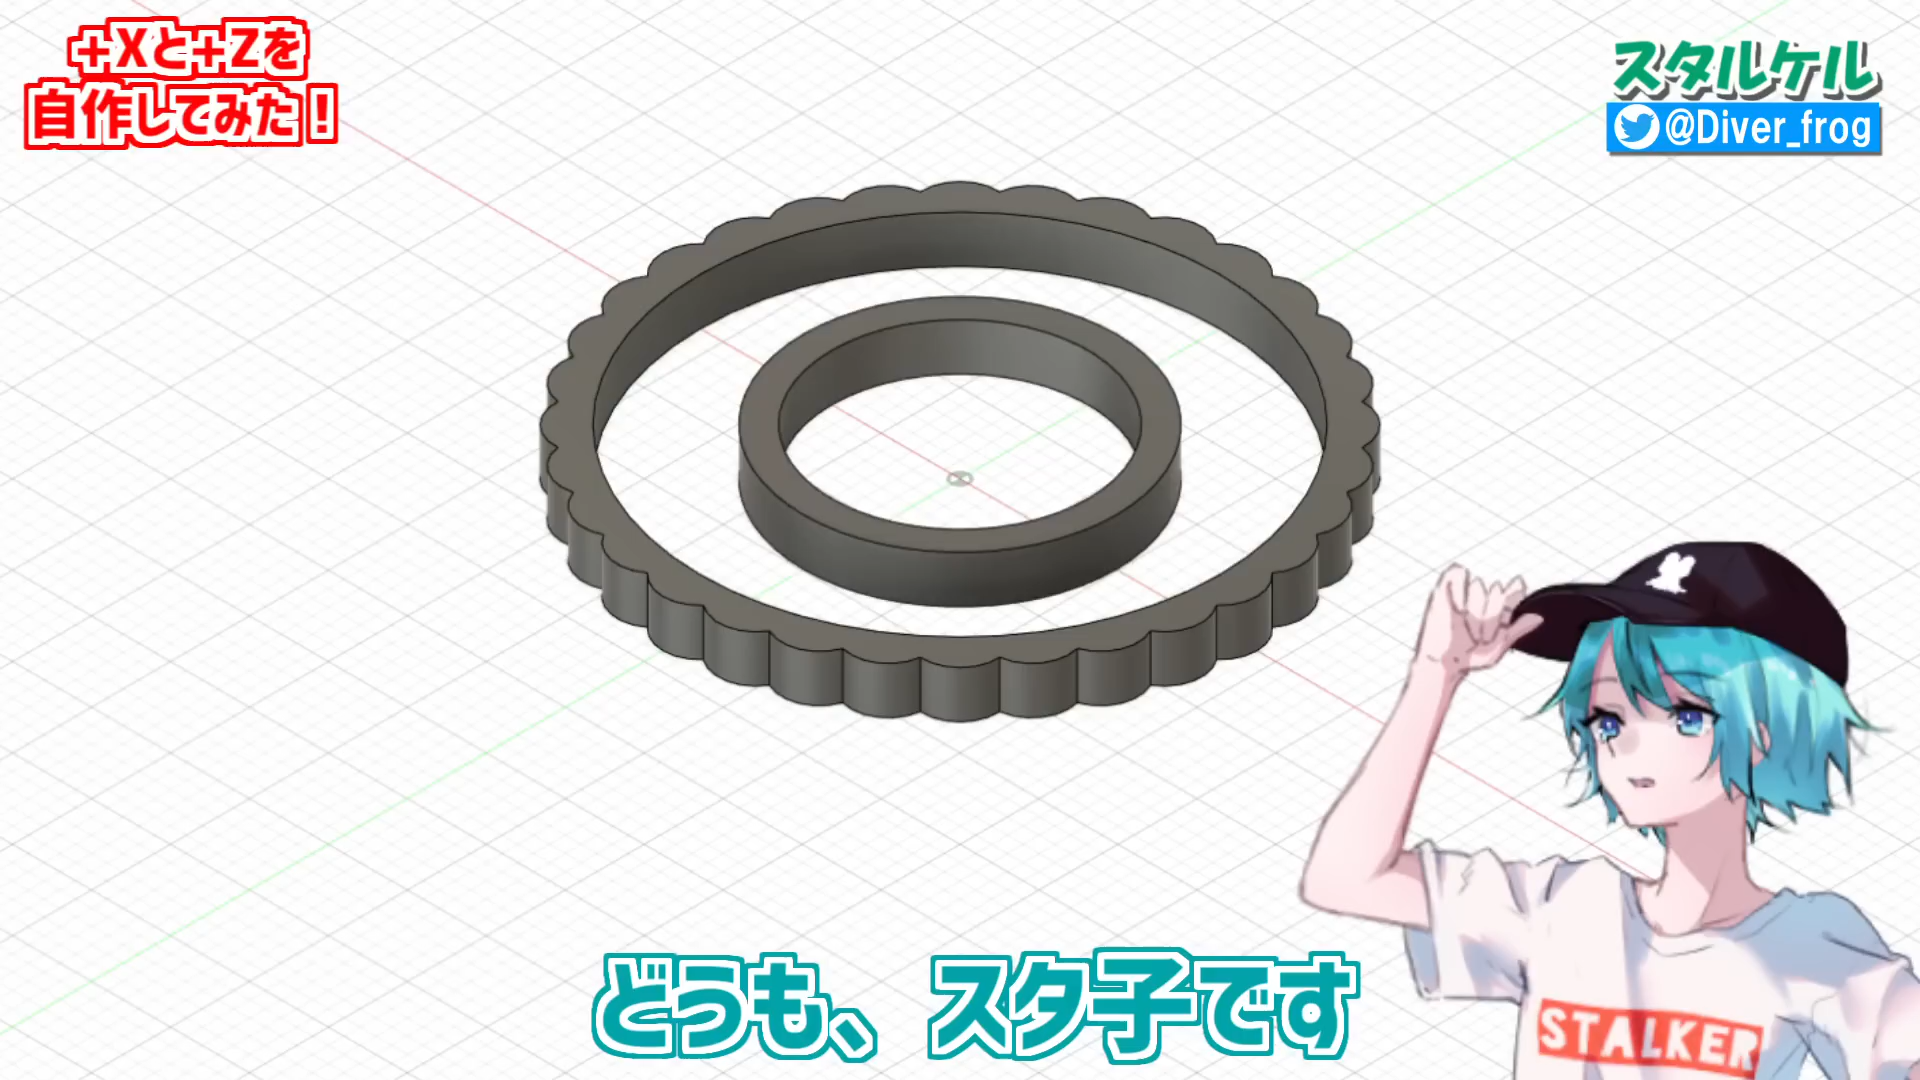 +Xと+Zを
自作してみた！
スタルケル
@Diver_frog
STALKER
どうも、スタ子です